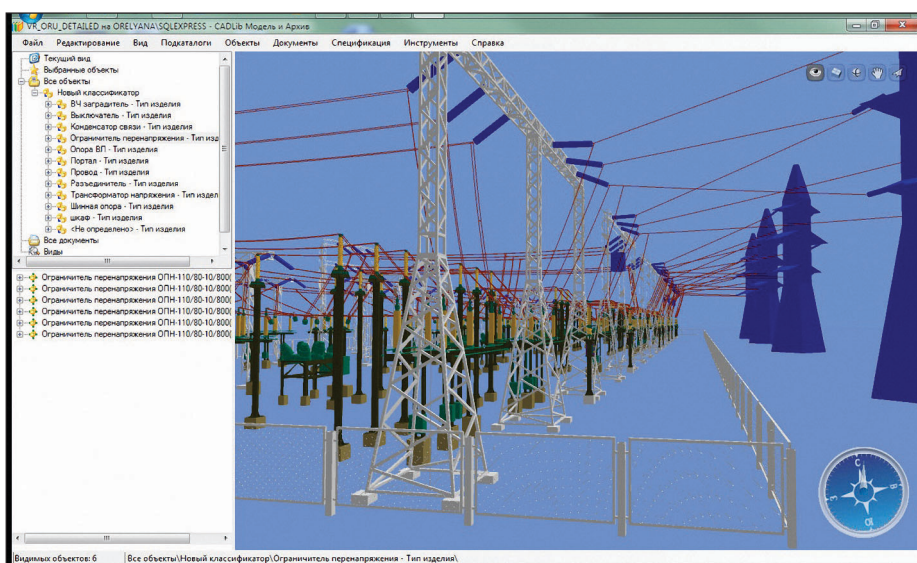 VR_ORU_DETAILED на ORELYANA\SQLEXPRESS - CADLib Модель и Архив
Файл Редактирование Вид Подкаталоги Объекты Документы Спецификация Инструменты Справка
Текущий вид
Выбранные объекты
Все объекты
Новый классификатор
ВЧ заградитель - Тип изделия
Выключатель - Тип изделия
Конденсатор связи - Тип изделия
Ограничитель перенапряжения - Тип изд
Опора ВЛ - Тип изделия
Портал - Тип изделия
Провод - Тип изделия
Разъединитель - Тип изделия
Трансформатор напряжения - Тип издел
Шинная опора - Тип изделия
шкаф - Тип изделия
<Не определено> - Тип изделия
Все документы
Виды
Ограничитель перенапряжения ОПН-110/80-10/800(
Ограничитель перенапряжения ОПН-110/80-10/800(
Ограничитель перенапряжения ОПН-110/80-10/800(
Ограничитель перенапряжения ОПН-110/80-10/800(
Ограничитель перенапряжения ОПН-110/80-10/800(
Ограничитель перенапряжения ОПН-110/80-10/800(
С
З
В
Ю
Видимых объектов: 6 Все объекты\Новый классификатор\Ограничитель перенапряжения - Тип изделия\